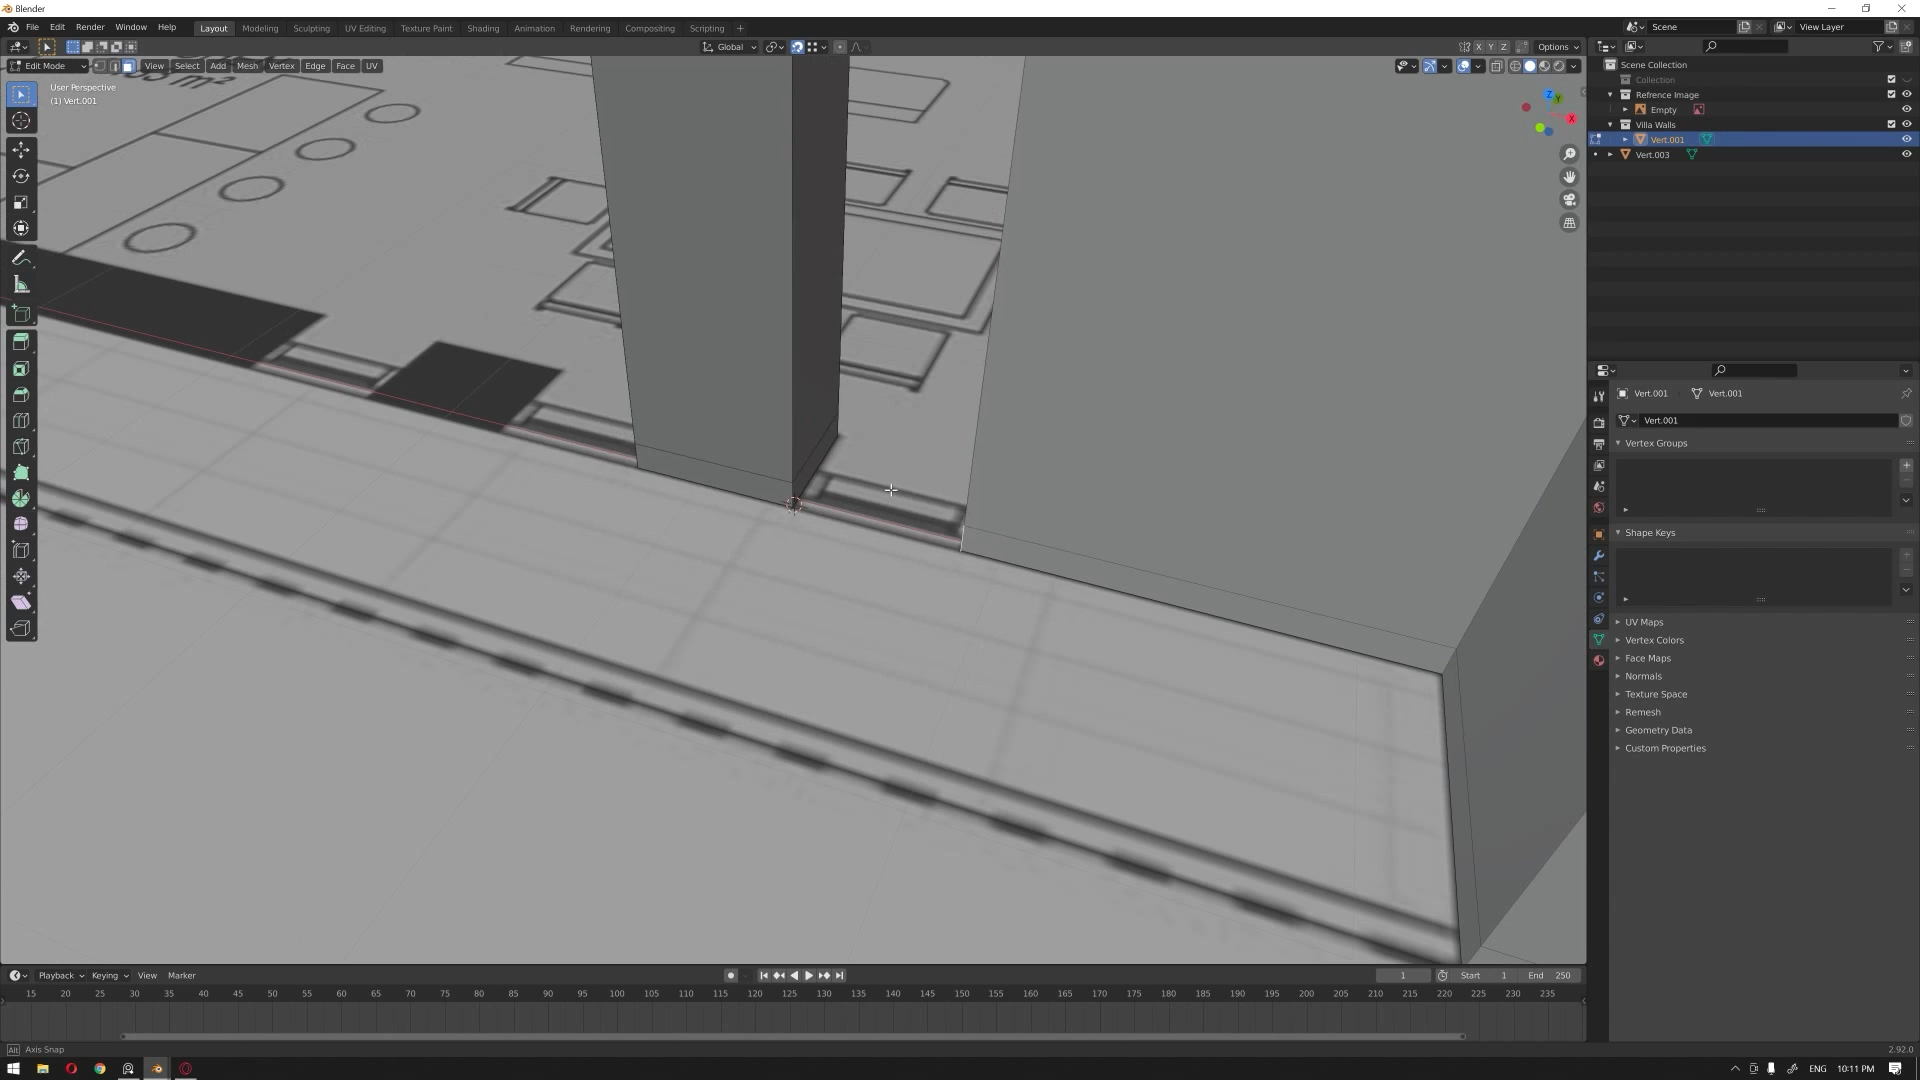 Blender
File Edit Render Window Help
Layout Modeling Sculpting UV Editing Texture Paint Shading Animation Rendering Compositing Scripting +
Scene
View Layer
Global
X Y Z
Options
Edit Mode
View Select Add Mesh Vertex Edge Face UV
User Perspective
(1) Vert.001
m²
Z
Y
X
Scene Collection
Collection
Refrence Image
Empty
Villa Walls
Vert.001
Vert.003
Vert.001
Vert.001
Vert.001
Vertex Groups
Shape Keys
UV Maps
Vertex Colors
Face Maps
Normals
Texture Space
Remesh
Geometry Data
Custom Properties
Playback Keying View Marker
1
Start 1
End 250
15 20 25 30 35 40 45 50 55 60 65 70 75 80 85 90 95 100 105 110 115 120 125 130 135 140 145 150 155 160 165 170 175 180 185 190 195 200 205 210 215 220 225 230 235
Alt Axis Snap
2.92.0
ENG 10:11 PM